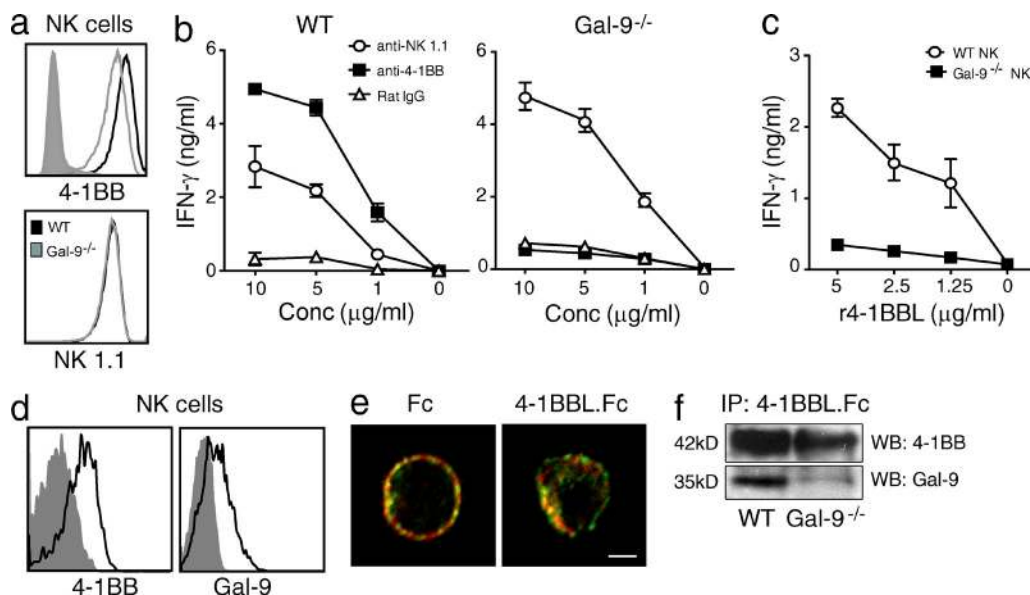 a
NK cells
4-1BB
WT
Gal-9-/-
NK 1.1
b
WT
Gal-9-/-
anti-NK 1.1
anti-4-1BB
Rat IgG
IFN-γ (ng/ml)
6
4
2
0
10 5 1 0
Conc (μg/ml)
6
4
2
0
10 5 1 0
Conc (μg/ml)
c
WT NK
Gal-9-/- NK
IFN-γ (ng/ml)
3
2
1
0
5 2.5 1.25 0
r4-1BBL (μg/ml)
d
NK cells
4-1BB
Gal-9
e
Fc
4-1BBL.Fc
f
IP: 4-1BBL.Fc
42kD
WB: 4-1BB
35kD
WB: Gal-9
WT Gal-9-/-